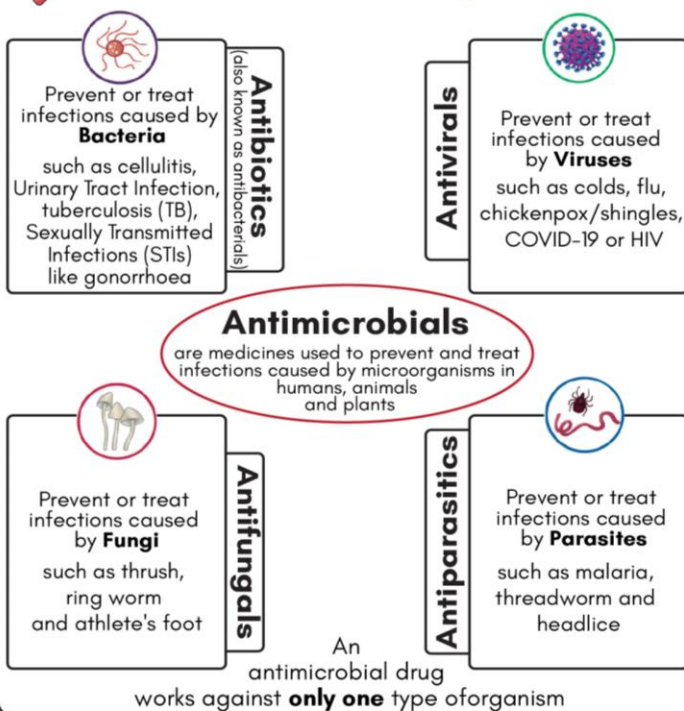 Prevent or treat
infections caused by
Bacteria
such as cellulitis,
Urinary Tract Infection,
tuberculosis (TB),
Sexually Transmitted
Infections (STIs)
like gonorrhoea
Antibiotics
(also known as antibacterials)
Antivirals
Prevent or treat
infections caused
by Viruses
such as colds, flu,
chickenpox/shingles,
COVID-19 or HIV
Antimicrobials
are medicines used to prevent and treat
infections caused by microorganisms in
humans, animals
and plants
Prevent or treat
infections caused
by Fungi
such as thrush,
ring worm
and athlete's foot
Antifungals
Antiparasitics
Prevent or treat
infections caused
by Parasites
such as malaria,
threadworm and
headlice
An
antimicrobial drug
works against only one type oforganism